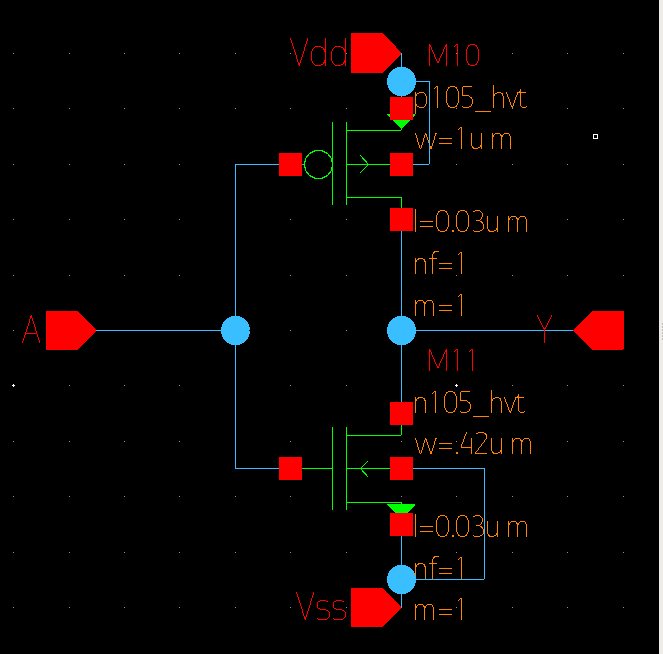 Vdd
M10
p105_hvt
w=1um
l=0.03um
nf=1
m=1
A
Y
M11
n105_hvt
w=.42um
l=0.03um
nf=1
Vss
m=1